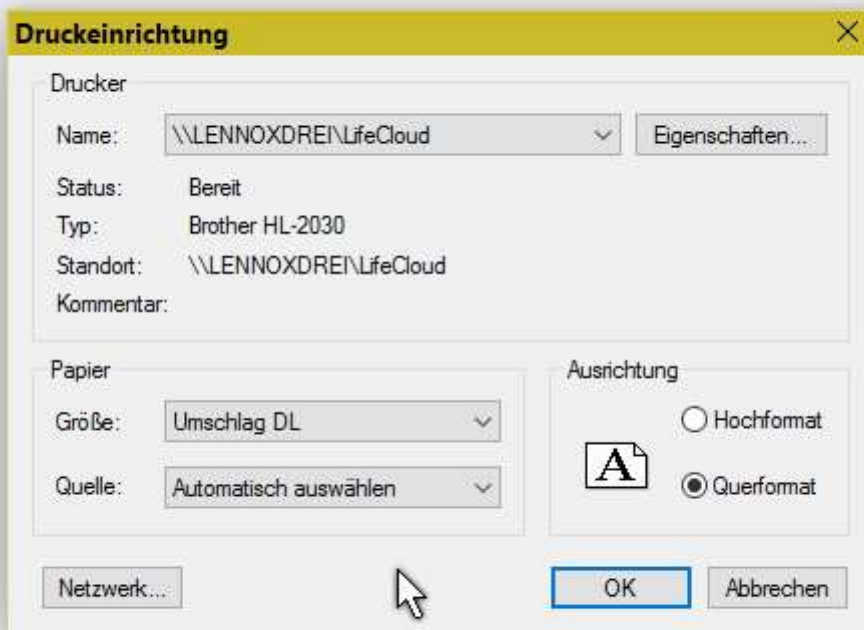 Druckeinrichtung
Drucker
Name: \\LENNOXDREI\LifeCloud Eigenschaften...
Status: Bereit
Typ: Brother HL-2030
Standort: \\LENNOXDREI\LifeCloud
Kommentar:
Papier
Größe: Umschlag DL
Quelle: Automatisch auswählen
Ausrichtung
A
Hochformat
Querformat
Netzwerk... OK Abbrechen